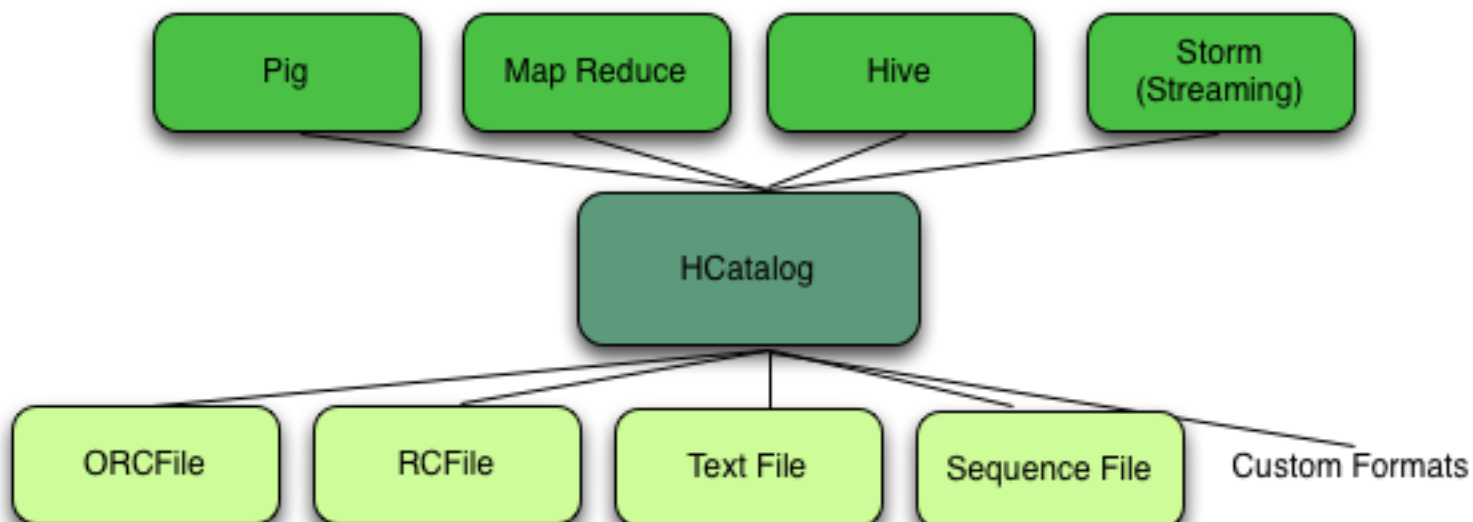 Pig
Map Reduce
Hive
Storm
(Streaming)
HCatalog
ORCFile
RCFile
Text File
Sequence File
Custom Formats